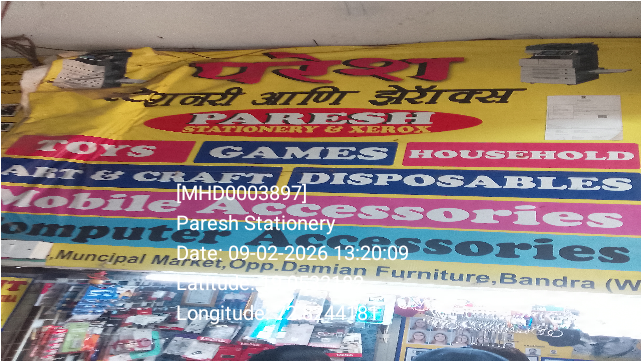 परेश
स्टेशनरी आणि झेरॉक्स
PARESH
STATIONERY & XEROX
TOYS GAMES HOUSEHOLD
ART & CRAFT DISPOSABLES
Mobile Accessories
Computer Accessories
Muncipal Market,Opp.Damian Furniture,Bandra (W
[MHD0003897]
Paresh Stationery
Date: 09-02-2026 13:20:09
Latitude:
Longitude: